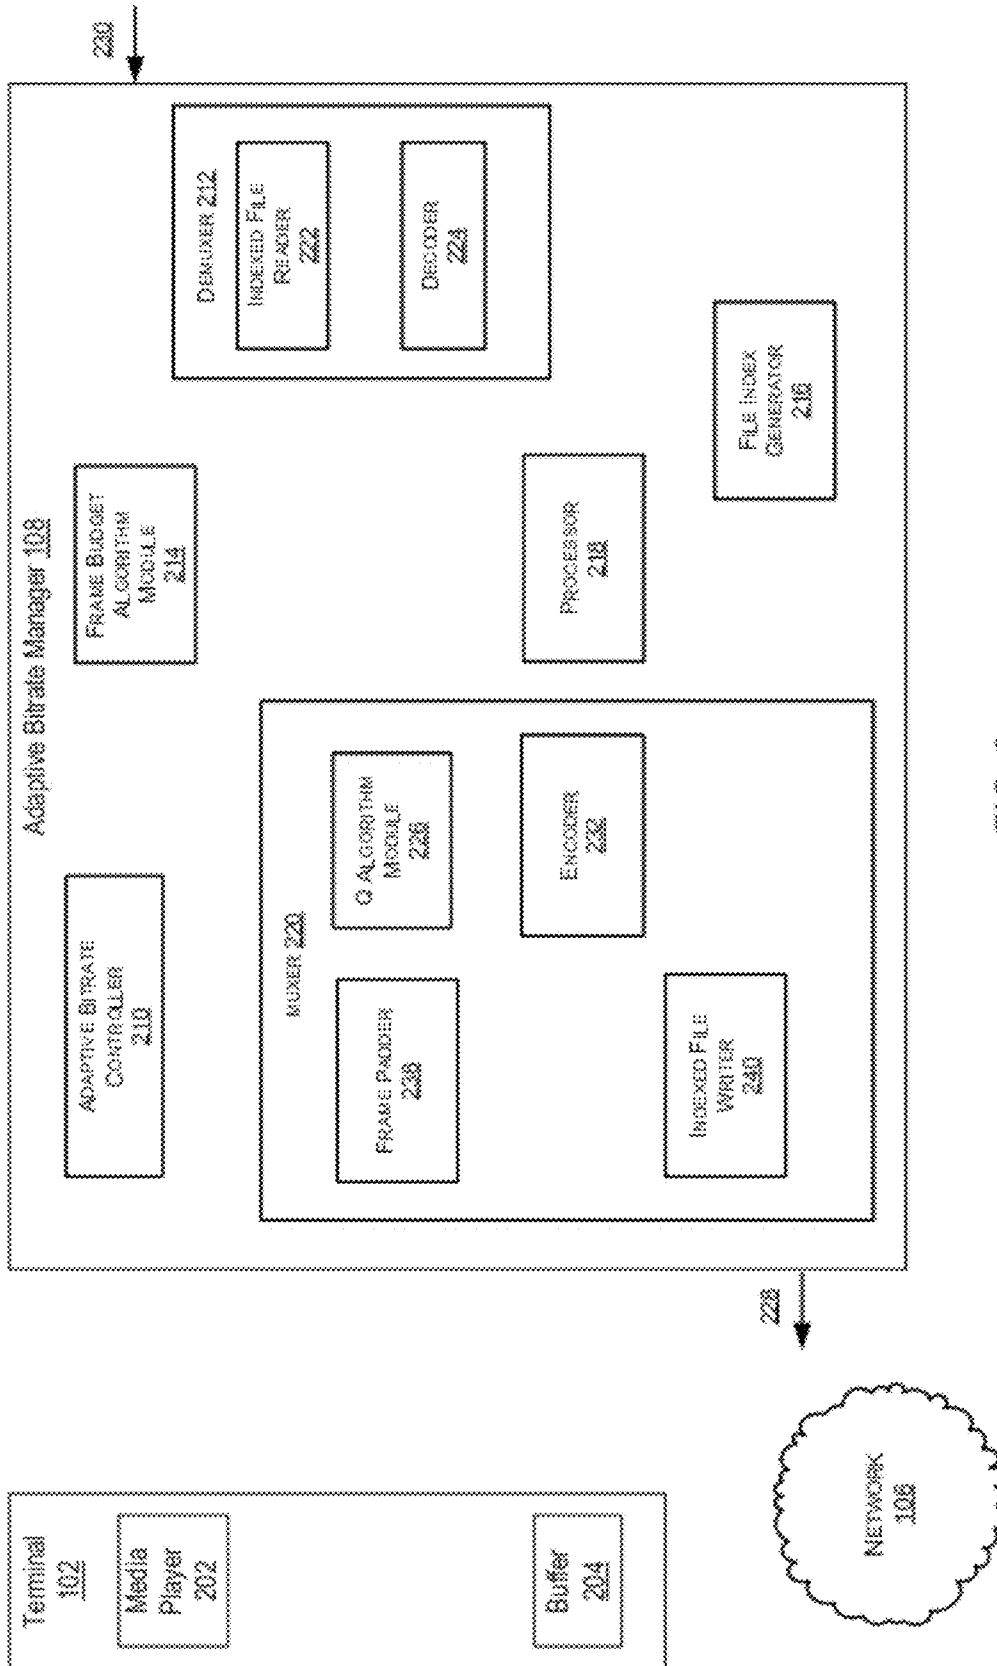 Terminal
102
Media
Player
202
Buffer
204
NETWORK
106
228
Adaptive Bitrate Manager 108
ADAPTIVE BITRATE
CONTROLLER
210
FRAME BUDGET
ALGORITHM
MODULE
214
MUXER 220
FRAME PADDER
238
Q ALGORITHM
MODULE
226
INDEXED FILE
WRITER
240
ENCODER
232
PROCESSOR
218
FILE INDEX
GENERATOR
216
DEMUXER 212
INDEXED FILE
READER
222
DECODER
224
230